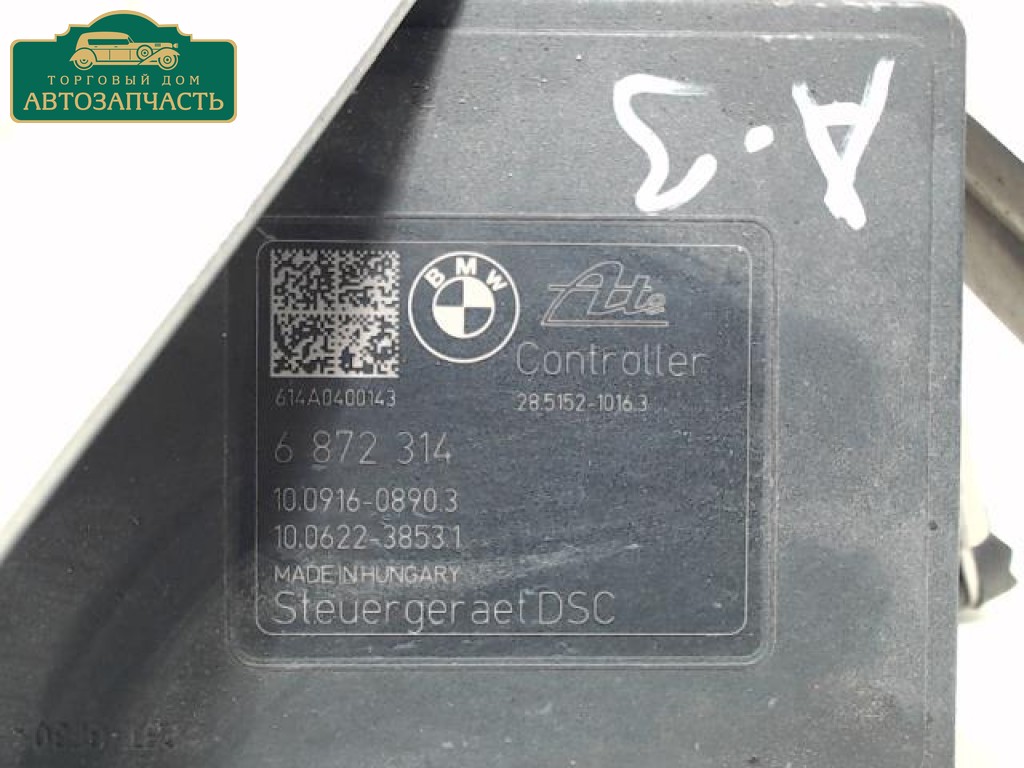 ТОРГОВЫЙ ДОМ
АВТОЗАПЧАСТЬ
A.3
BMW
Ate
Controller
614A0400143
28.5152-1016.3
6 872 314
10.0916-0890.3
10.0622-3853.1
MADE IN HUNGARY
Steuergeraet DSC